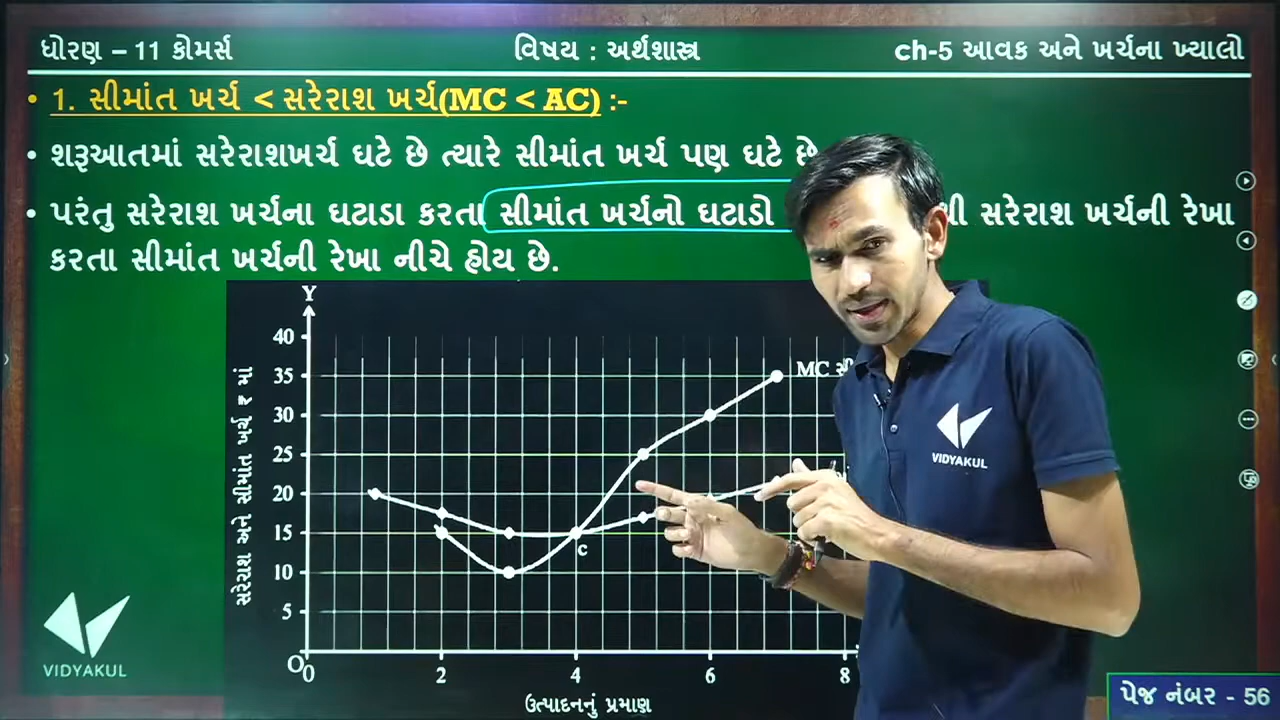 ધોરણ – 11 કોમર્સ
વિષય : અર્થશાસ્ત્ર
ch-5 આવક અને ખર્ચના ખ્યાલો
• 1. સીમાંત ખર્ચ < સરેરાશ ખર્ચ(MC < AC) :-
• શરૂઆતમાં સરેરાશખર્ચ ઘટે છે ત્યારે સીમાંત ખર્ચ પણ ઘટે છે
• પરંતુ સરેરાશ ખર્ચના ઘટાડા કરતા સીમાંત ખર્ચનો ઘટાડો સરેરાશ ખર્ચની રેખા
કરતા સીમાંત ખર્ચની રેખા નીચે હોય છે.
Y
સરેરાશ અને સીમાંત ખર્ચ ₹ માં
40
35
30
25
20
15
10
5
MC
C
O
0 2 4 6 8
ઉત્પાદનનું પ્રમાણ
VIDYAKUL
VIDYAKUL
પેજ નંબર - 56